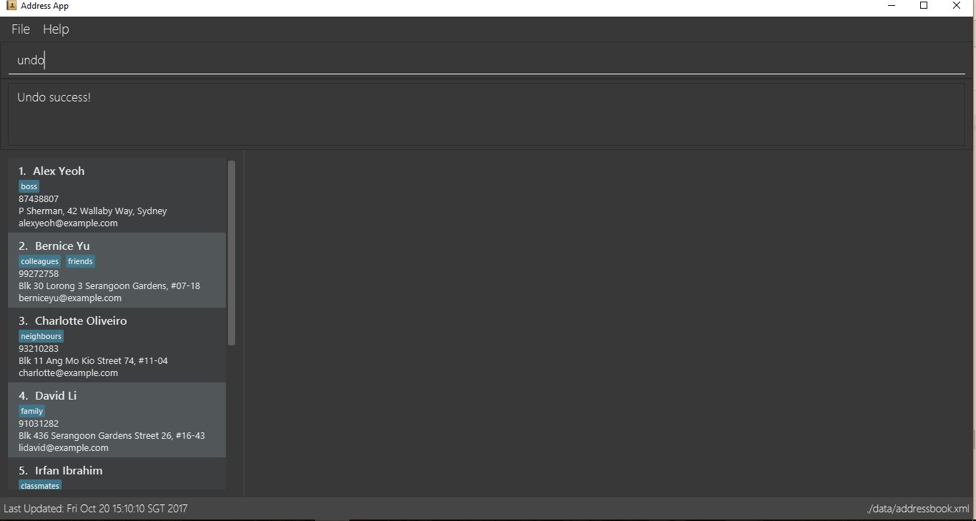 Address App
File Help
undo
Undo success!
1. Alex Yeoh
boss
87438807
P Sherman, 42 Wallaby Way, Sydney
alexyeoh@example.com
2. Bernice Yu
colleagues friends
99272758
Blk 30 Lorong 3 Serangoon Gardens, #07-18
berniceyu@example.com
3. Charlotte Oliveiro
neighbours
93210283
Blk 11 Ang Mo Kio Street 74, #11-04
charlotte@example.com
4. David Li
family
91031282
Blk 436 Serangoon Gardens Street 26, #16-43
lidavid@example.com
5. Irfan Ibrahim
classmates
Last Updated: Fri Oct 20 15:10:10 SGT 2017
./data/addressbook.xml